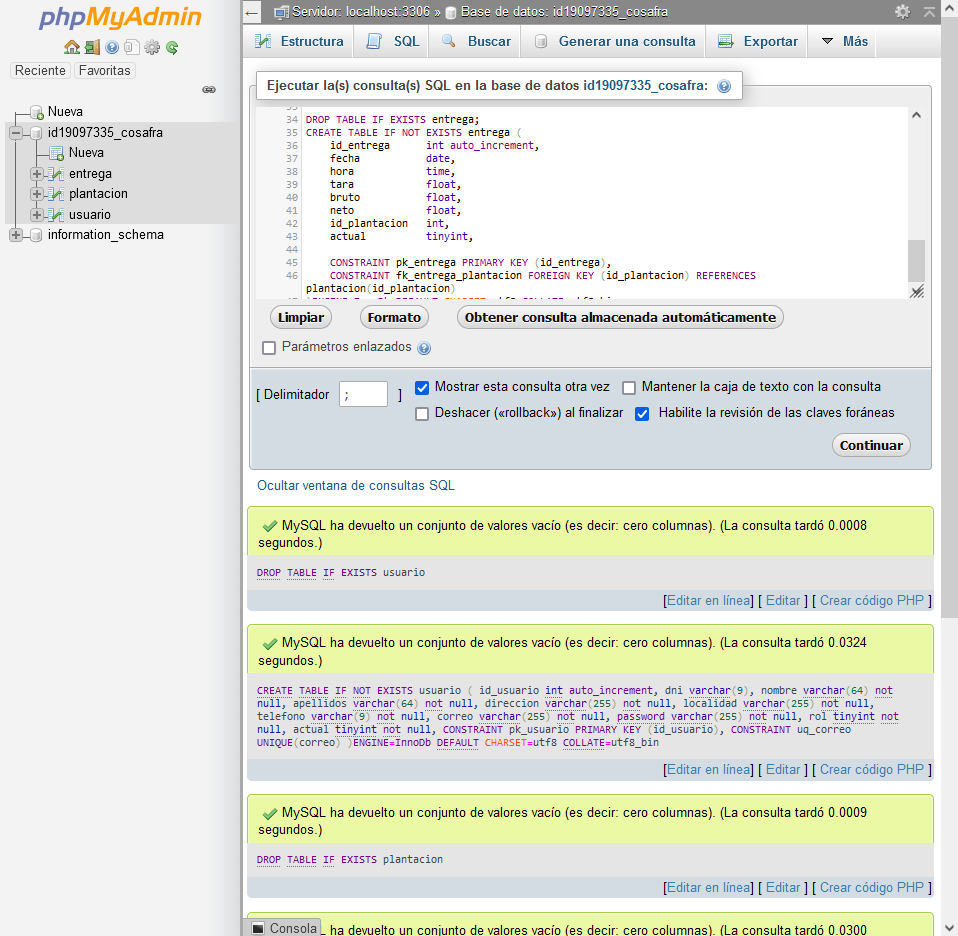 phpMyAdmin
Reciente Favoritas
Nueva
id19097335_cosafra
Nueva
entrega
plantacion
usuario
information_schema
Servidor: localhost:3306 » Base de datos: id19097335_cosafra
Estructura SQL Buscar Generar una consulta Exportar Más
Ejecutar la(s) consulta(s) SQL en la base de datos id19097335_cosafra:
34 DROP TABLE IF EXISTS entrega;
35 CREATE TABLE IF NOT EXISTS entrega (
36 id_entrega int auto_increment,
37 fecha date,
38 hora time,
39 tara float,
40 bruto float,
41 neto float,
42 id_plantacion int,
43 actual tinyint,
44
45 CONSTRAINT pk_entrega PRIMARY KEY (id_entrega),
46 CONSTRAINT fk_entrega_plantacion FOREIGN KEY (id_plantacion) REFERENCES
plantacion(id_plantacion)
Limpiar Formato Obtener consulta almacenada automáticamente
Parámetros enlazados
[ Delimitador ; ] Mostrar esta consulta otra vez Mantener la caja de texto con la consulta
Deshacer («rollback») al finalizar Habilite la revisión de las claves foráneas
Continuar
Ocultar ventana de consultas SQL
MySQL ha devuelto un conjunto de valores vacío (es decir: cero columnas). (La consulta tardó 0.0008
segundos.)
DROP TABLE IF EXISTS usuario
[Editar en línea] [ Editar ] [ Crear código PHP ]
MySQL ha devuelto un conjunto de valores vacío (es decir: cero columnas). (La consulta tardó 0.0324
segundos.)
CREATE TABLE IF NOT EXISTS usuario ( id_usuario int auto_increment, dni varchar(9), nombre varchar(64) not
null, apellidos varchar(64) not null, direccion varchar(255) not null, localidad varchar(255) not null,
telefono varchar(9) not null, correo varchar(255) not null, password varchar(255) not null, rol tinyint not
null, actual tinyint not null, CONSTRAINT pk_usuario PRIMARY KEY (id_usuario), CONSTRAINT uq_correo
UNIQUE(correo) )ENGINE=InnoDb DEFAULT CHARSET=utf8 COLLATE=utf8_bin
[Editar en línea] [ Editar ] [ Crear código PHP ]
MySQL ha devuelto un conjunto de valores vacío (es decir: cero columnas). (La consulta tardó 0.0009
segundos.)
DROP TABLE IF EXISTS plantacion
[Editar en línea] [ Editar ] [ Crear código PHP ]
Consola ha devuelto un conjunto de valores vacío (es decir: cero columnas). (La consulta tardó 0.0300